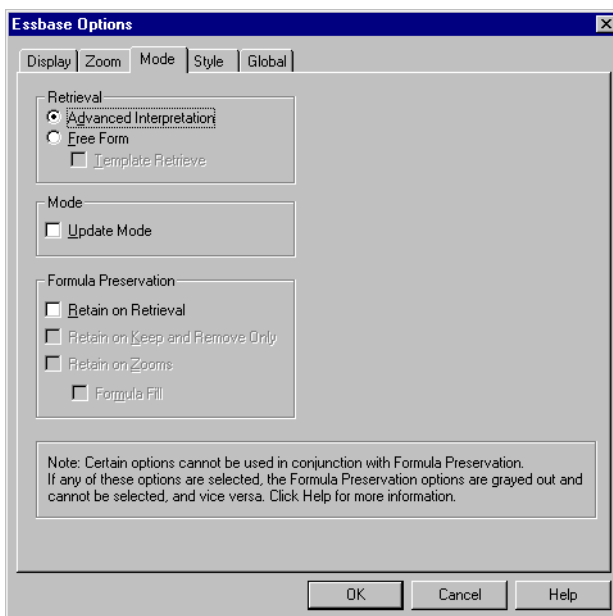 Essbase Options
Display Zoom Mode Style Global
Retrieval
Advanced Interpretation
Free Form
Template Retrieve
Mode
Update Mode
Formula Preservation
Retain on Retrieval
Retain on Keep and Remove Only
Retain on Zooms
Formula Fill
Note: Certain options cannot be used in conjunction with Formula Preservation.
If any of these options are selected, the Formula Preservation options are grayed out and
cannot be selected, and vice versa. Click Help for more information.
OK Cancel Help